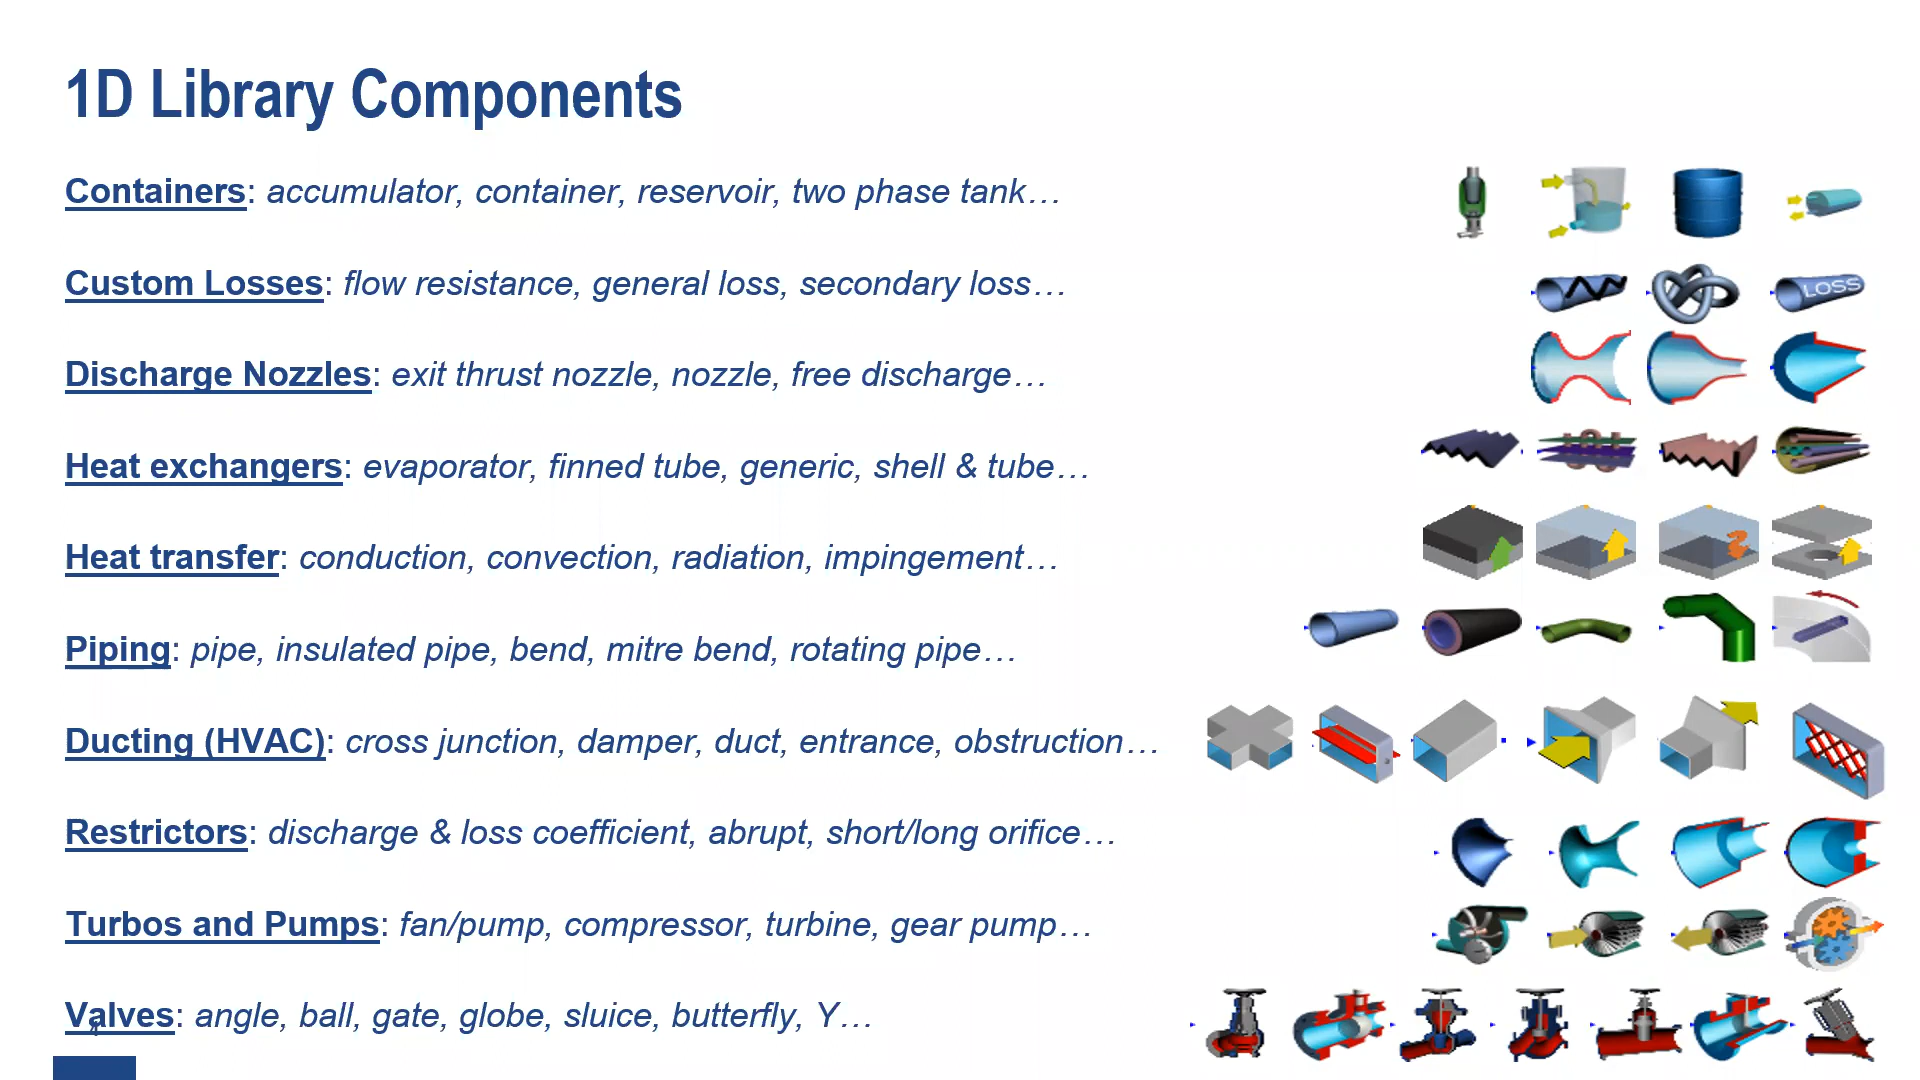 1D Library Components
Containers: accumulator, container, reservoir, two phase tank…
Custom Losses: flow resistance, general loss, secondary loss…
LOSS
Discharge Nozzles: exit thrust nozzle, nozzle, free discharge…
Heat exchangers: evaporator, finned tube, generic, shell & tube…
Heat transfer: conduction, convection, radiation, impingement…
Piping: pipe, insulated pipe, bend, mitre bend, rotating pipe…
Ducting (HVAC): cross junction, damper, duct, entrance, obstruction…
Restrictors: discharge & loss coefficient, abrupt, short/long orifice…
Turbos and Pumps: fan/pump, compressor, turbine, gear pump…
Valves: angle, ball, gate, globe, sluice, butterfly, Y…